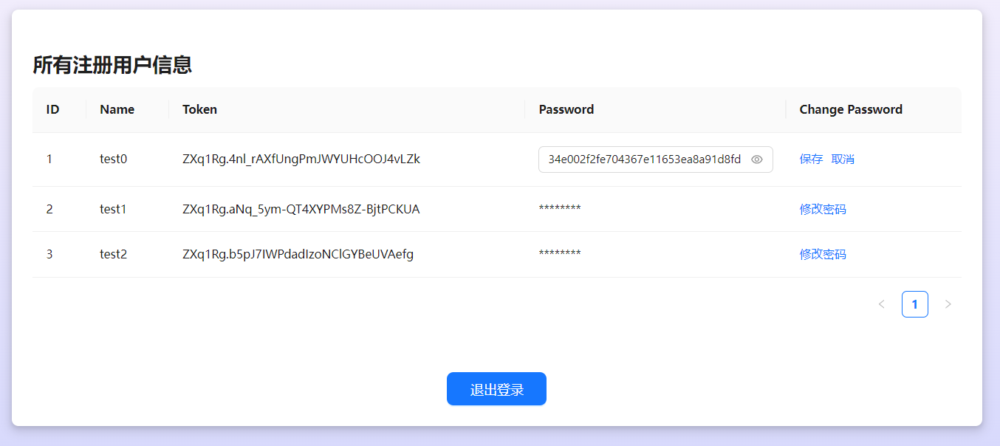 所有注册用户信息
ID Name Token Password Change Password
1 test0 ZXq1Rg.4nl_rAXfUngPmJWYUHcOOJ4vLZk 34e002f2fe704367e11653ea8a91d8fd 保存 取消
2 test1 ZXq1Rg.aNq_5ym-QT4XYPMs8Z-BjtPCKUA ******** 修改密码
3 test2 ZXq1Rg.b5pJ7IWPdadIzoNClGYBeUVAefg ******** 修改密码
1
退出登录